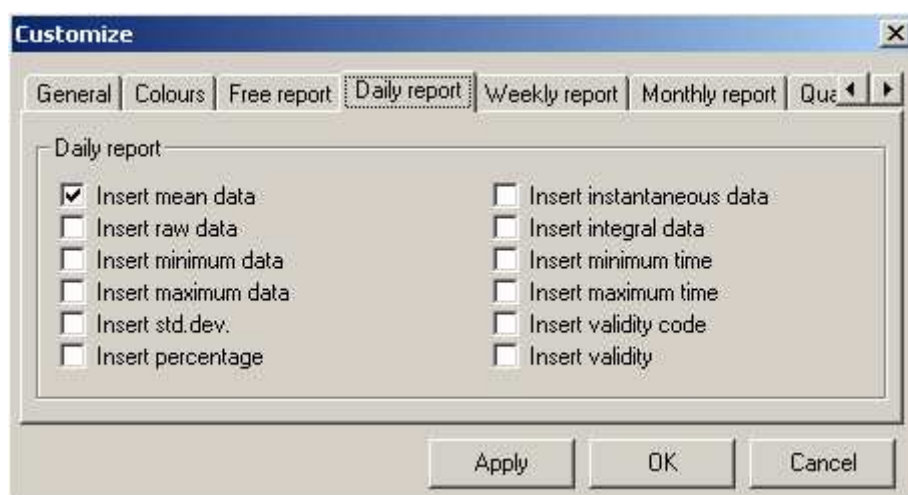 Customize
General Colours Free report Daily report Weekly report Monthly report
Daily report
Insert mean data
Insert raw data
Insert minimum data
Insert maximum data
Insert std.dev.
Insert percentage
Insert instantaneous data
Insert integral data
Insert minimum time
Insert maximum time
Insert validity code
Insert validity
Apply OK Cancel